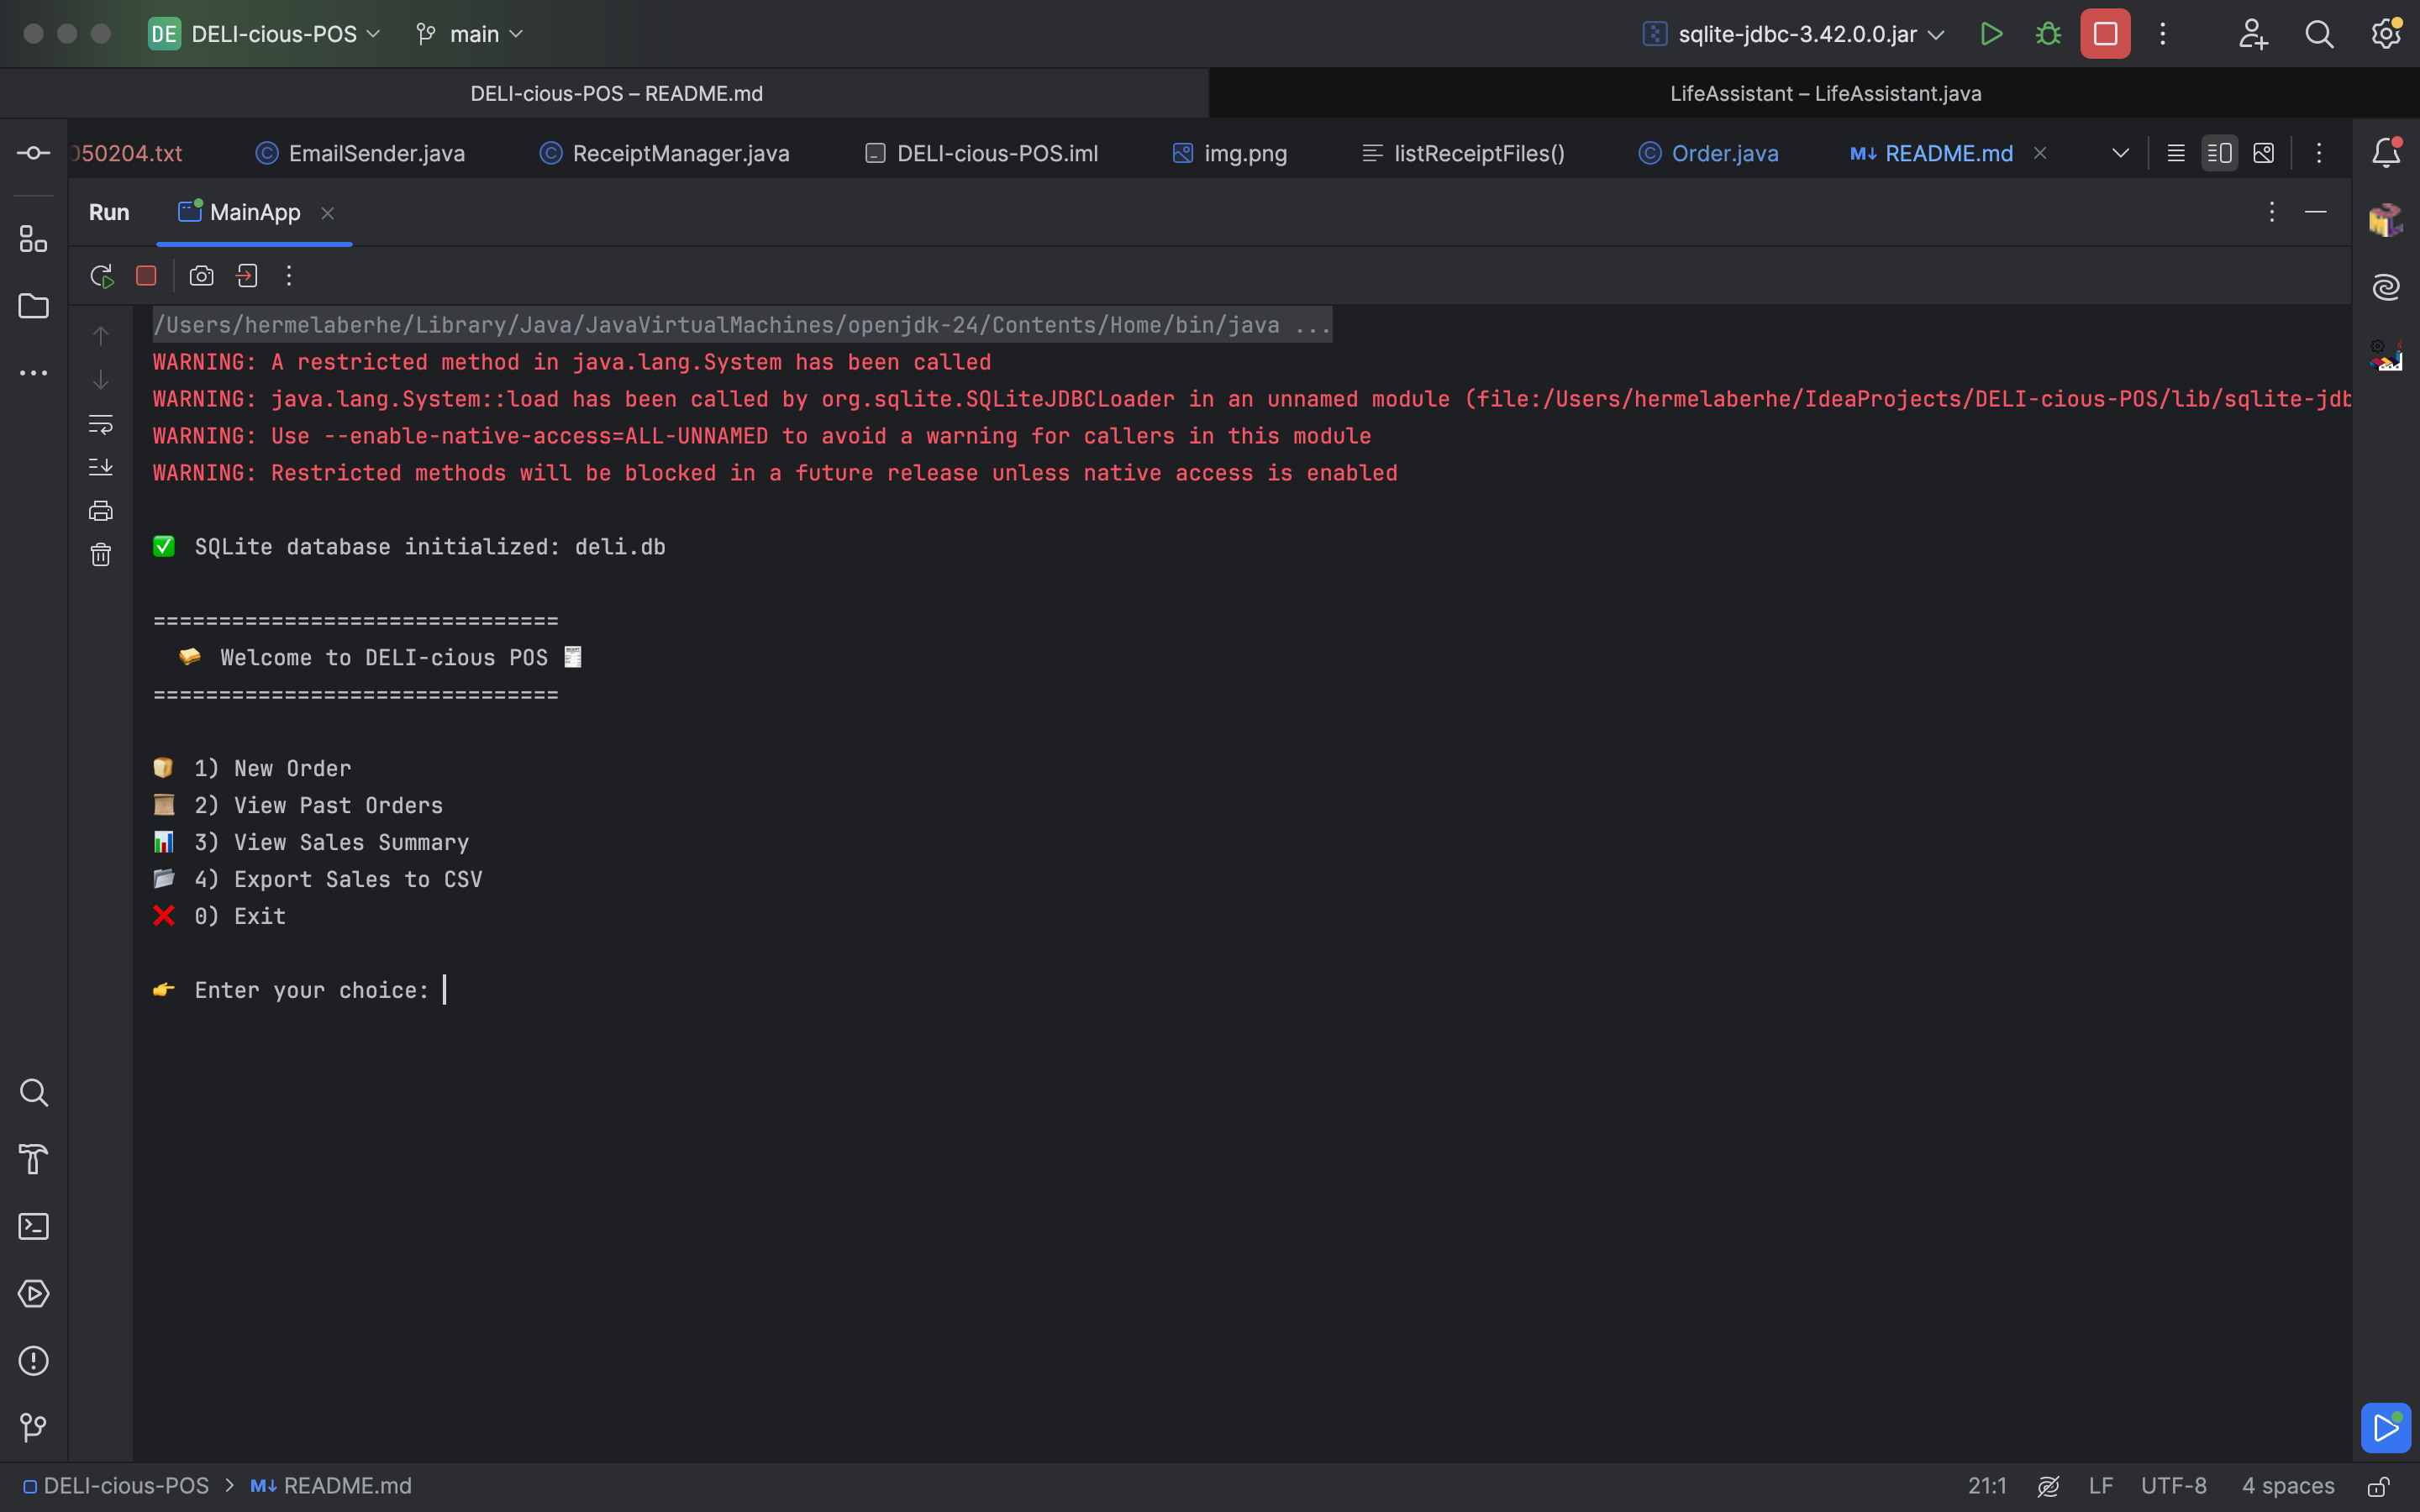 DE DELI-cious-POS main sqlite-jdbc-3.42.0.0.jar
DELI-cious-POS – README.md LifeAssistant – LifeAssistant.java
050204.txt EmailSender.java ReceiptManager.java DELI-cious-POS.iml img.png listReceiptFiles() Order.java M↓ README.md
Run MainApp
/Users/hermelaberhe/Library/Java/JavaVirtualMachines/openjdk-24/Contents/Home/bin/java ...
WARNING: A restricted method in java.lang.System has been called
WARNING: java.lang.System::load has been called by org.sqlite.SQLiteJDBCLoader in an unnamed module (file:/Users/hermelaberhe/IdeaProjects/DELI-cious-POS/lib/sqlite-jdb
WARNING: Use --enable-native-access=ALL-UNNAMED to avoid a warning for callers in this module
WARNING: Restricted methods will be blocked in a future release unless native access is enabled
✅ SQLite database initialized: deli.db
===============================
🥪 Welcome to DELI-cious POS 🧾
===============================
🍞 1) New Order
📜 2) View Past Orders
📊 3) View Sales Summary
📂 4) Export Sales to CSV
❌ 0) Exit
👉 Enter your choice:
DELI-cious-POS > M↓ README.md 21:1 LF UTF-8 4 spaces